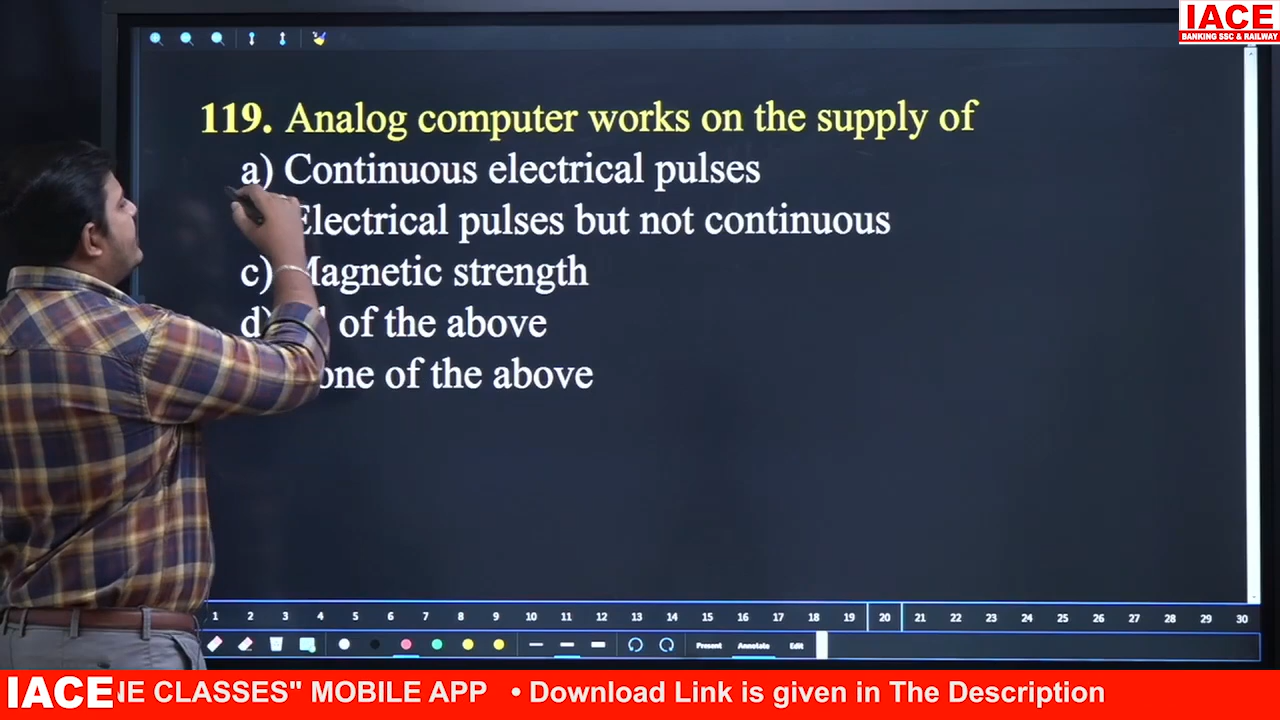 IACE
BANKING SSC & RAILWAY
119. Analog computer works on the supply of
a) Continuous electrical pulses
Electrical pulses but not continuous
c) Magnetic strength
d) of the above
one of the above
1 2 3 4 5 6 7 8 9 10 11 12 13 14 15 16 17 18 19 20 21 22 23 24 25 26 27 28 29 30
Present Annotate Edit
IACE NE CLASSES" MOBILE APP • Download Link is given in The Description